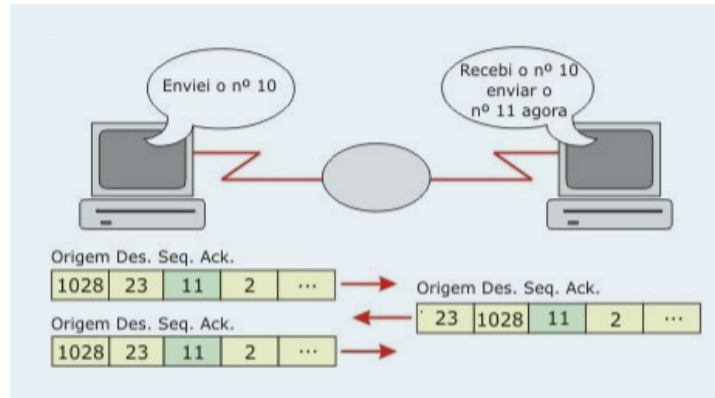 Enviei o nº 10
Recebi o nº 10
enviar o
nº 11 agora
Origem Des. Seq. Ack.
1028 23 11 2 ...
Origem Des. Seq. Ack.
23 1028 11 2 ...
Origem Des. Seq. Ack.
1028 23 11 2 ...